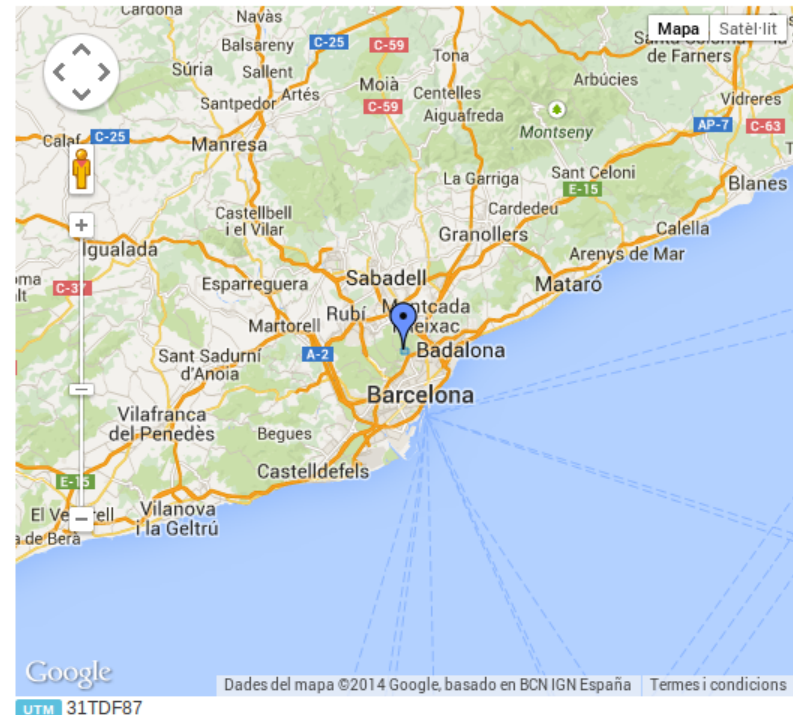 Cardona
Navàs
Mapa
Satèl·lit
Balsareny
C-25
C-59
Tona
de Farners
Súria
Sallent
Moià
Arbúcies
Santpedor
Artés
Centelles
C-59
Aiguafreda
Vidreres
Montseny
AP-7
C-63
Calaf
C-25
Manresa
La Garriga
Sant Celoni
E-15
Blanes
Castellbell
i el Vilar
Cardedeu
Granollers
Calella
Igualada
Arenys de Mar
C-37
Esparreguera
Sabadell
Mataró
Rubí
Montcada
i Reixac
Martorell
A-2
Badalona
Sant Sadurní
d'Anoia
Barcelona
Vilafranca
del Penedès
Begues
Castelldefels
E-15
Vilanova
i la Geltrú
El Vendrell
a de Berà
Google
Dades del mapa ©2014 Google, basado en BCN IGN España
Termes i condicions
UTM 31TDF87